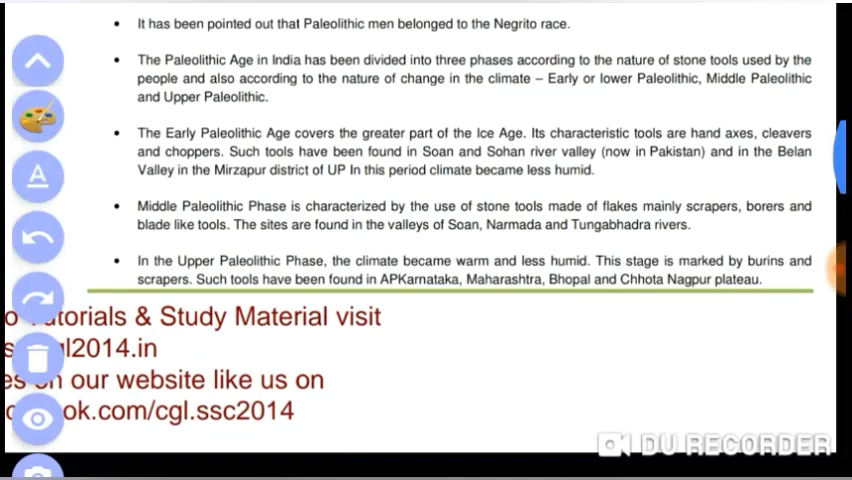 It has been pointed out that Paleolithic men belonged to the Negrito race.
The Paleolithic Age in India has been divided into three phases according to the nature of stone tools used by the
people and also according to the nature of change in the climate – Early or lower Paleolithic, Middle Paleolithic
and Upper Paleolithic.
The Early Paleolithic Age covers the greater part of the Ice Age. Its characteristic tools are hand axes, cleavers
and choppers. Such tools have been found in Soan and Sohan river valley (now in Pakistan) and in the Belan
Valley in the Mirzapur district of UP In this period climate became less humid.
Middle Paleolithic Phase is characterized by the use of stone tools made of flakes mainly scrapers, borers and
blade like tools. The sites are found in the valleys of Soan, Narmada and Tungabhadra rivers.
In the Upper Paleolithic Phase, the climate became warm and less humid. This stage is marked by burins and
scrapers. Such tools have been found in APKarnataka, Maharashtra, Bhopal and Chhota Nagpur plateau.
o Tutorials & Study Material visit
gl2014.in
es on our website like us on
ok.com/cgl.ssc2014
DU RECORDER